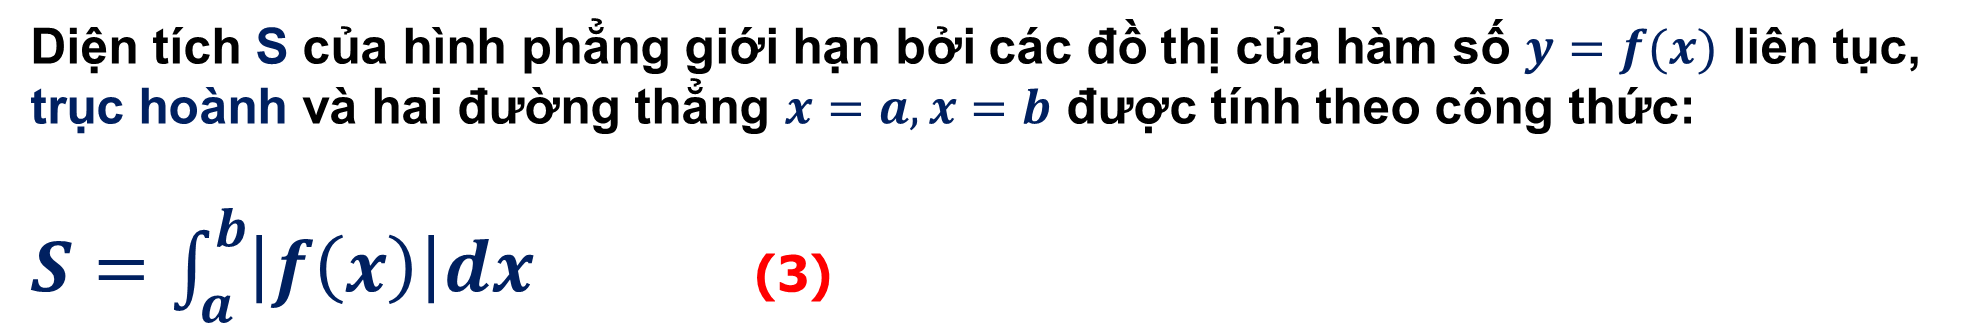 Diện tích S của hình phẳng giới hạn bởi các đồ thị của hàm số y = f(x) liên tục,
trục hoành và hai đường thẳng x = a, x = b được tính theo công thức:
S = ∫ₐᵇ|f(x)|dx (3)